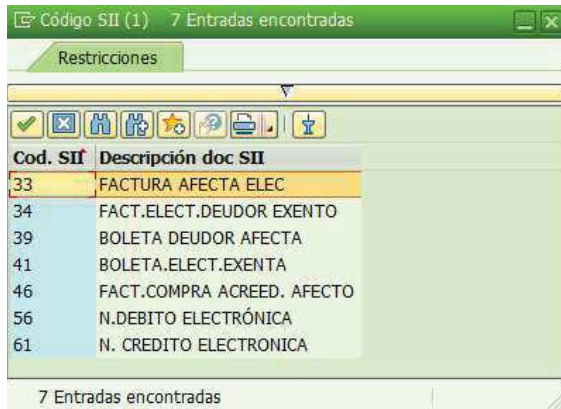 Código SII (1) 7 Entradas encontradas
Restricciones
Cod. SII Descripción doc SII
33 FACTURA AFECTA ELEC
34 FACT.ELECT.DEUDOR EXENTO
39 BOLETA DEUDOR AFECTA
41 BOLETA.ELECT.EXENTA
46 FACT.COMPRA ACREED. AFECTO
56 N.DEBITO ELECTRÓNICA
61 N. CREDITO ELECTRONICA
7 Entradas encontradas